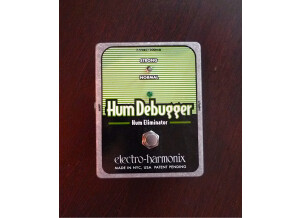 STRONG
NORMAL
Hum Debugger
Hum Eliminator
electro-harmonix
MADE IN NYC, USA. PATENT PENDING